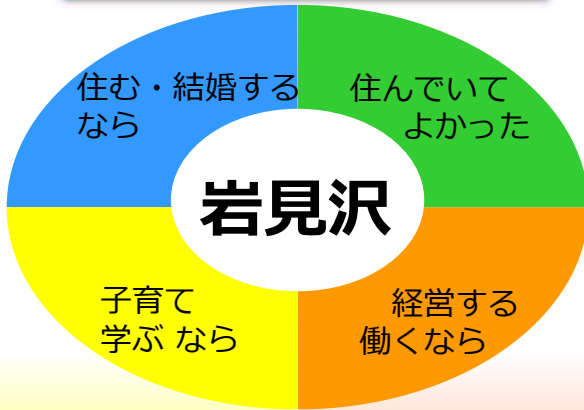 住む・結婚する
なら
住んでいて
よかった
岩見沢
子育て
学ぶ なら
経営する
働くなら